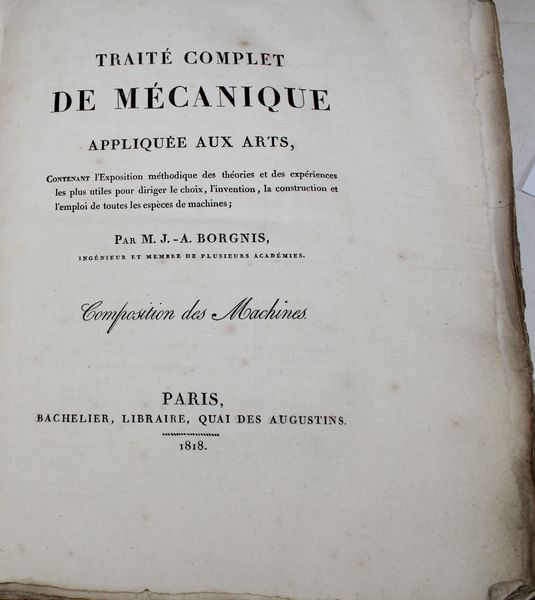 TRAITÉ COMPLET
DE MÉCANIQUE
APPLIQUÉE AUX ARTS,
CONTENANT l'Exposition méthodique des théories et des expériences
les plus utiles pour diriger le choix, l'invention, la construction et
l'emploi de toutes les espèces de machines;
PAR M. J.-A. BORGNIS,
INGÉNIEUR ET MEMBRE DE PLUSIEURS ACADÉMIES.
Composition des Machines.
PARIS,
BACHELIER, LIBRAIRE, QUAI DES AUGUSTINS.
1818.